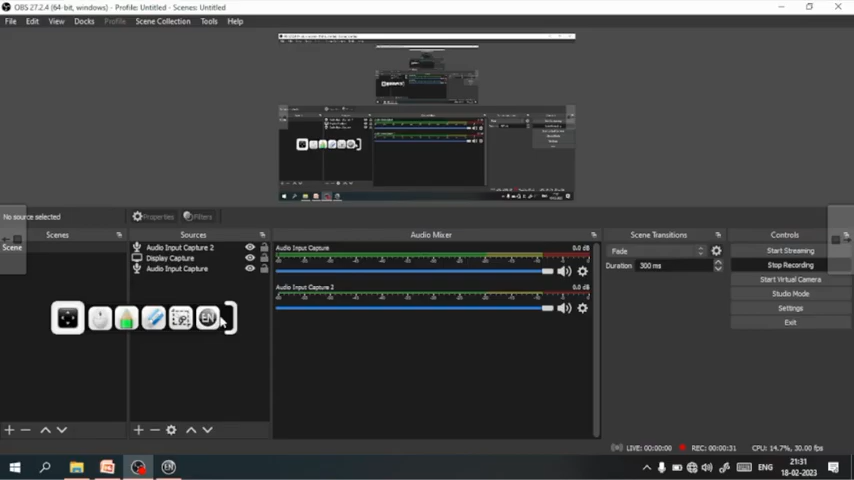 OBS 27.2.4 (64-bit, windows) - Profile: Untitled - Scenes: Untitled
File Edit View Docks Profile Scene Collection Tools Help
No source selected Properties Filters
Scenes Sources Audio Mixer Scene Transitions Controls
Scene
Audio Input Capture 2
Display Capture
Audio Input Capture
Audio Input Capture 0.0 dB
Audio Input Capture 2 0.0 dB
Fade
Duration 300 ms
Start Streaming
Stop Recording
Start Virtual Camera
Studio Mode
Settings
Exit
EN
LIVE: 00:00:00 REC: 00:00:31 CPU: 14.7%, 30.00 fps
EN ENG 21:31
18-02-2023